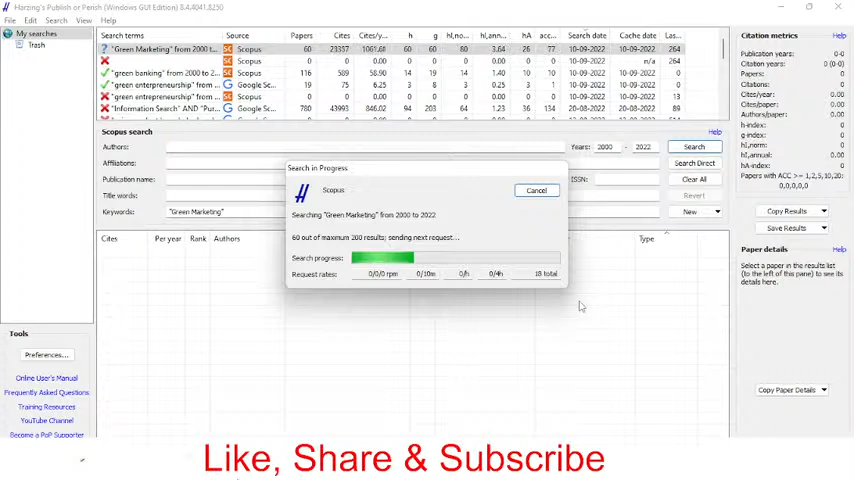 Harzing's Publish or Perish (Windows GUI Edition) 8.4.4041.8250
File Edit Search View Help
My searches
Trash
Search terms Source Papers Cites Cites/y... h g hI,no... hI,ann... hA acc... Search date Cache date Las...
"Green Marketing" from 2000 t... Scopus 60 23357 1061.68 26 60 80 3.64 26 77 10-09-2022 10-09-2022 264
Scopus 0 0 0.00 0 0 0 0.00 0 0 10-09-2022 n/a 264
"green banking" from 2000 to 2... Scopus 116 589 58.90 14 19 14 1.40 10 10 10-09-2022 10-09-2022 0
"green enterpreneurship" from ... Google Sc... 19 75 6.25 3 8 3 0.25 3 1 10-09-2022 10-09-2022 13
"green entrepreneurship" from ... Scopus 0 0 0.00 0 0 0 0.00 0 0 10-09-2022 10-09-2022 0
"Information Search" AND "Pur... Google Sc... 780 43993 846.02 94 203 64 1.23 36 134 20-08-2022 20-08-2022 89
Scopus search Help
Authors: Years: 2000 - 2022 Search
Affiliations: Search Direct
Publication name: ISSN: Clear All
Title words: Revert
Keywords: "Green Marketing" New
Cites Per year Rank Authors Type
Search in Progress
Scopus Cancel
Searching "Green Marketing" from 2000 to 2022
60 out of maximum 200 results; sending next request...
Search progress:
Request rates: 0/0/0 rpm 0/10m 0/h 0/4h 18 total
Citation metrics Help
Publication years: 0-0
Citation years: 0 (0-0)
Papers: 0
Citations: 0
Cites/year: 0.00
Cites/paper: 0.00
Authors/paper: 0.00
h-index: 0
g-index: 0
hI,norm: 0
hI,annual: 0.00
hA-index: 0
Papers with ACC >= 1,2,5,10,20:
0,0,0,0,0
Copy Results
Save Results
Paper details Help
Select a paper in the results list
(to the left of this pane) to see its
details here.
Copy Paper Details
Tools
Preferences...
Online User's Manual
Frequently Asked Questions
Training Resources
YouTube Channel
Become a PoP Supporter
Like, Share & Subscribe